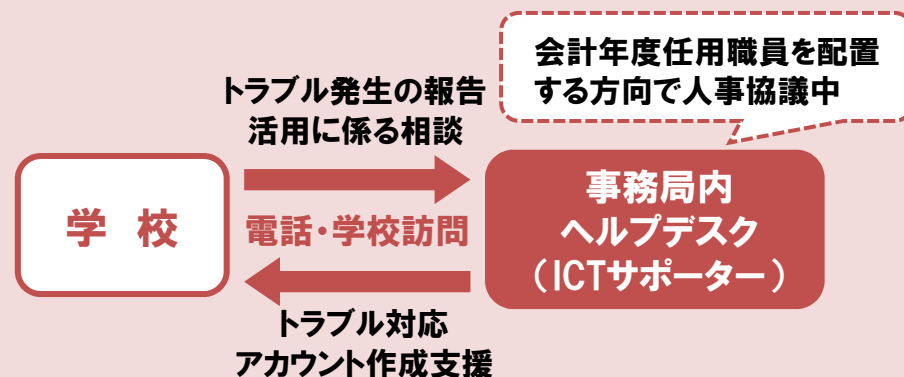 会計年度任用職員を配置
する方向で人事協議中
トラブル発生の報告
活用に係る相談
学 校
電話・学校訪問
事務局内
ヘルプデスク
(ICTサポーター)
トラブル対応
アカウント作成支援